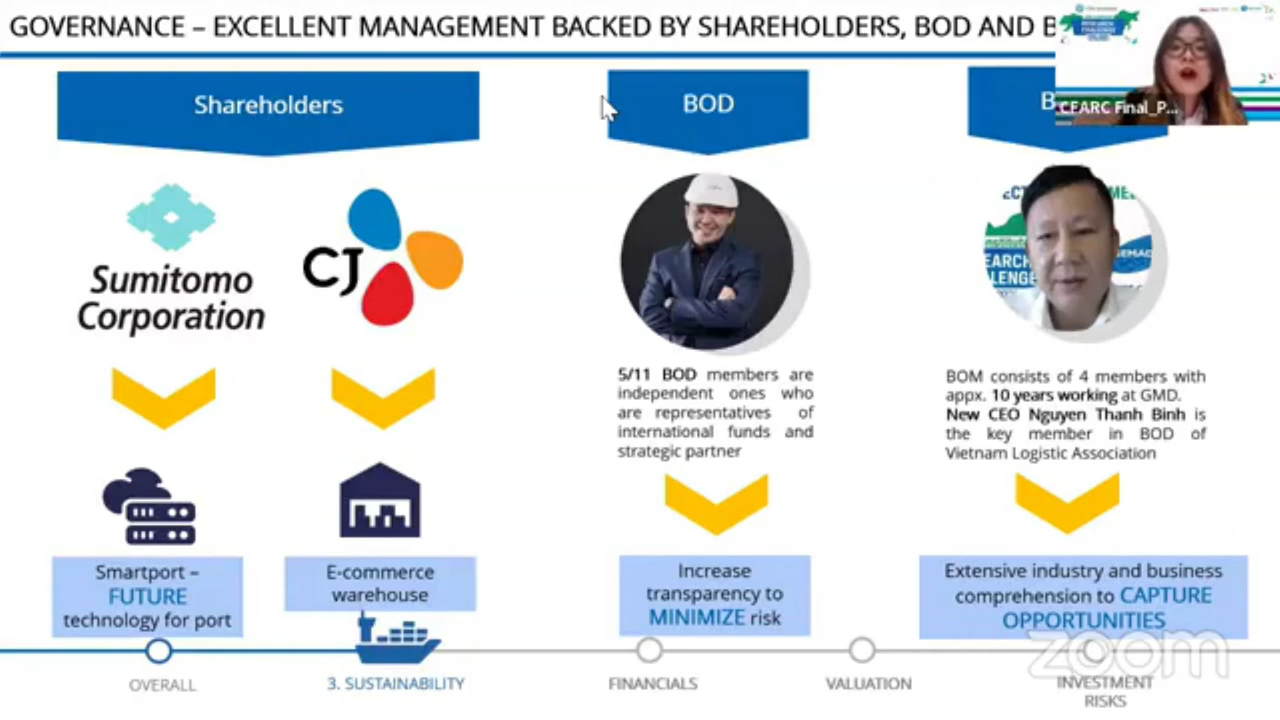 GOVERNANCE – EXCELLENT MANAGEMENT BACKED BY SHAREHOLDERS, BOD AND B
CFARC Final_P...
Shareholders
BOD
B
Sumitomo
Corporation
CJ
5/11 BOD members are
independent ones who
are representatives of
international funds and
strategic partner
BOM consists of 4 members with
appx. 10 years working at GMD.
New CEO Nguyen Thanh Binh is
the key member in BOD of
Vietnam Logistic Association
Smartport –
FUTURE
technology for port
E-commerce
warehouse
Increase
transparency to
MINIMIZE risk
Extensive industry and business
comprehension to CAPTURE
OPPORTUNITIES
zoom
OVERALL
3. SUSTAINABILITY
FINANCIALS
VALUATION
INVESTMENT
RISKS